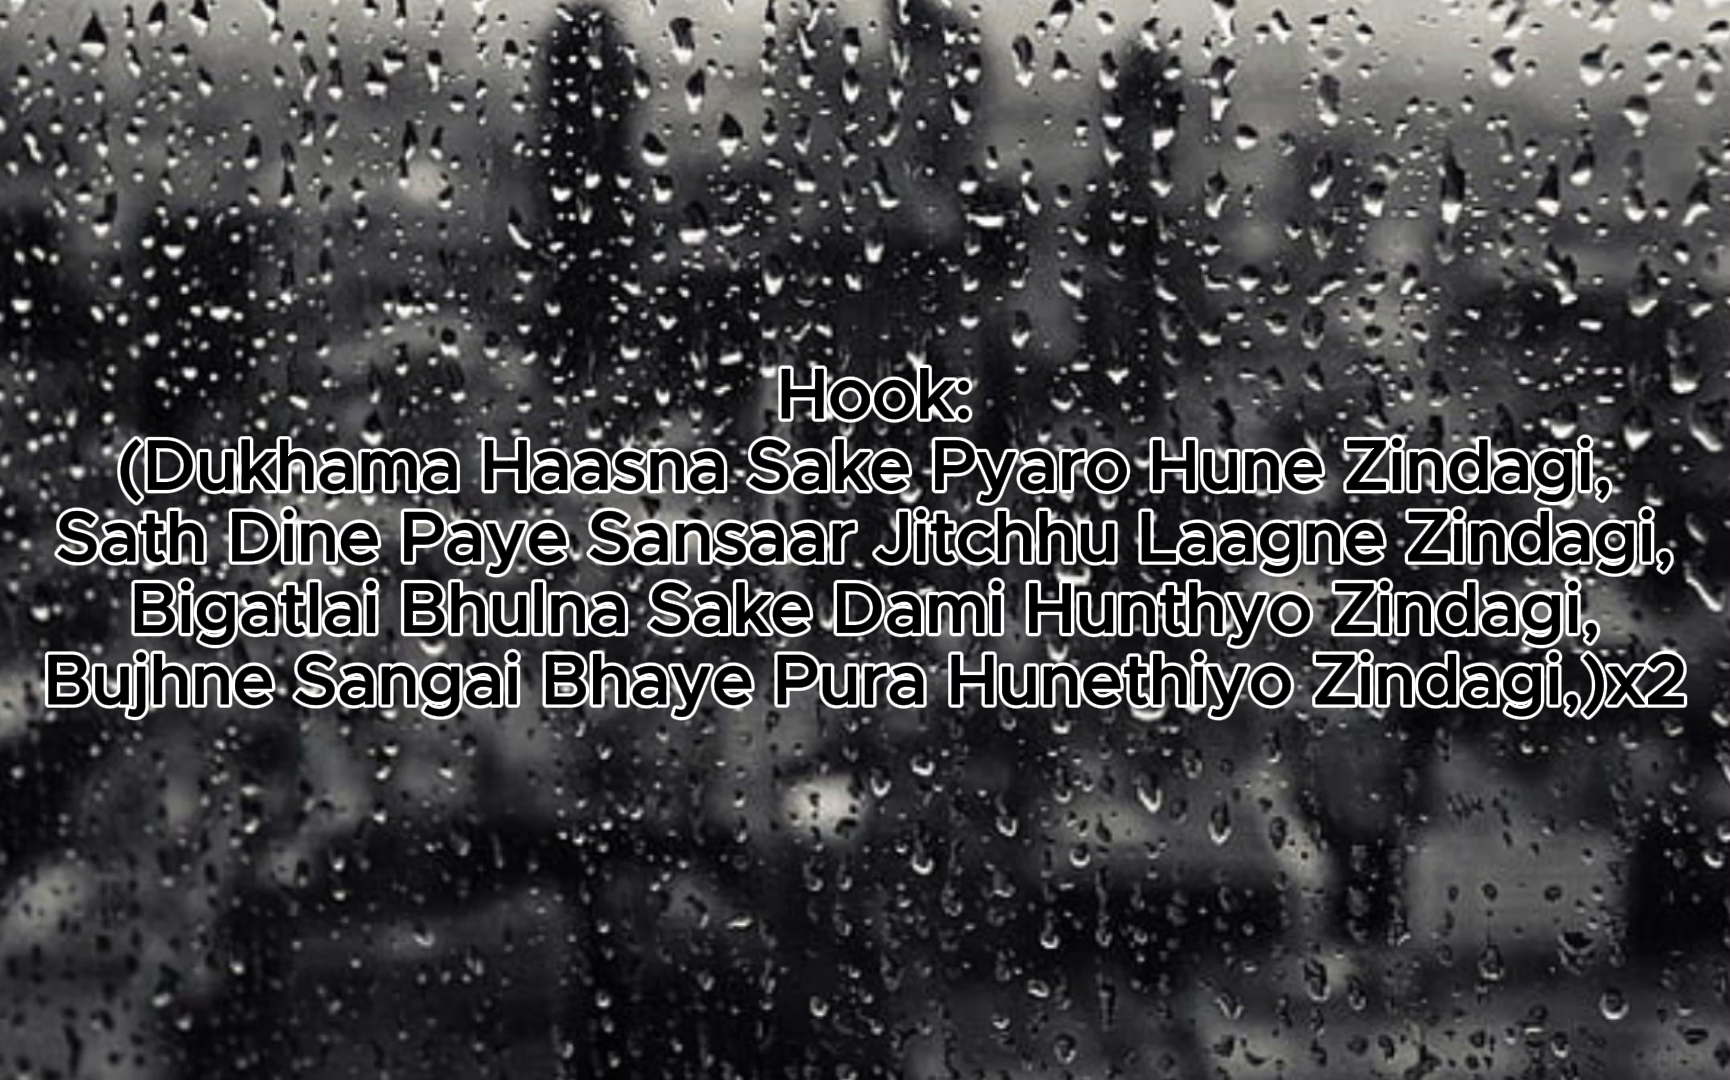 Hook:
(Dukhama Haasna Sake Pyaro Hune Zindagi,
Sath Dine Paye Sansaar Jitchhu Laagne Zindagi,
Bigatlai Bhulna Sake Dami Hunthyo Zindagi,
Bujhne Sangai Bhaye Pura Hunethiyo Zindagi,)x2